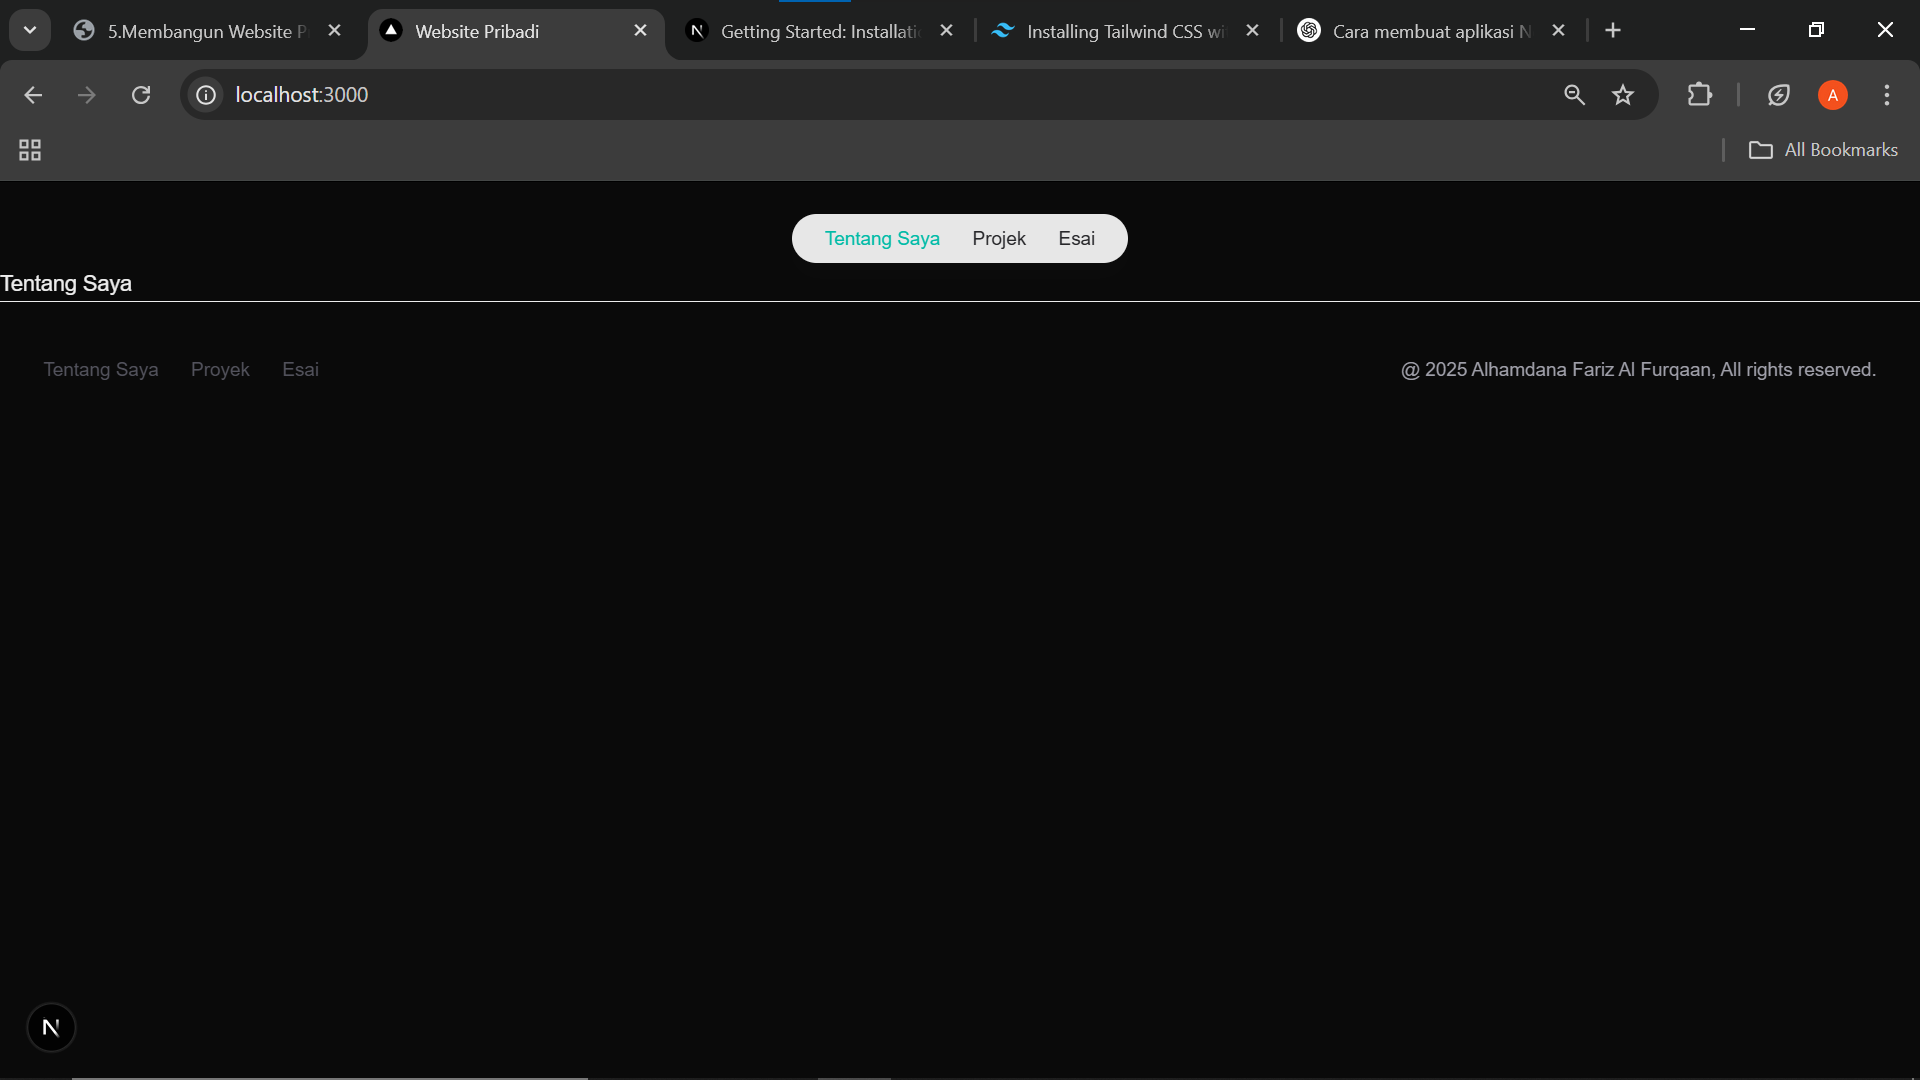 5.Membangun Website P
Website Pribadi
Getting Started: Installati
Installing Tailwind CSS wi
Cara membuat aplikasi N
localhost:3000
A
All Bookmarks
Tentang Saya Projek Esai
Tentang Saya
Tentang Saya Proyek Esai
@ 2025 Alhamdana Fariz Al Furqaan, All rights reserved.
N